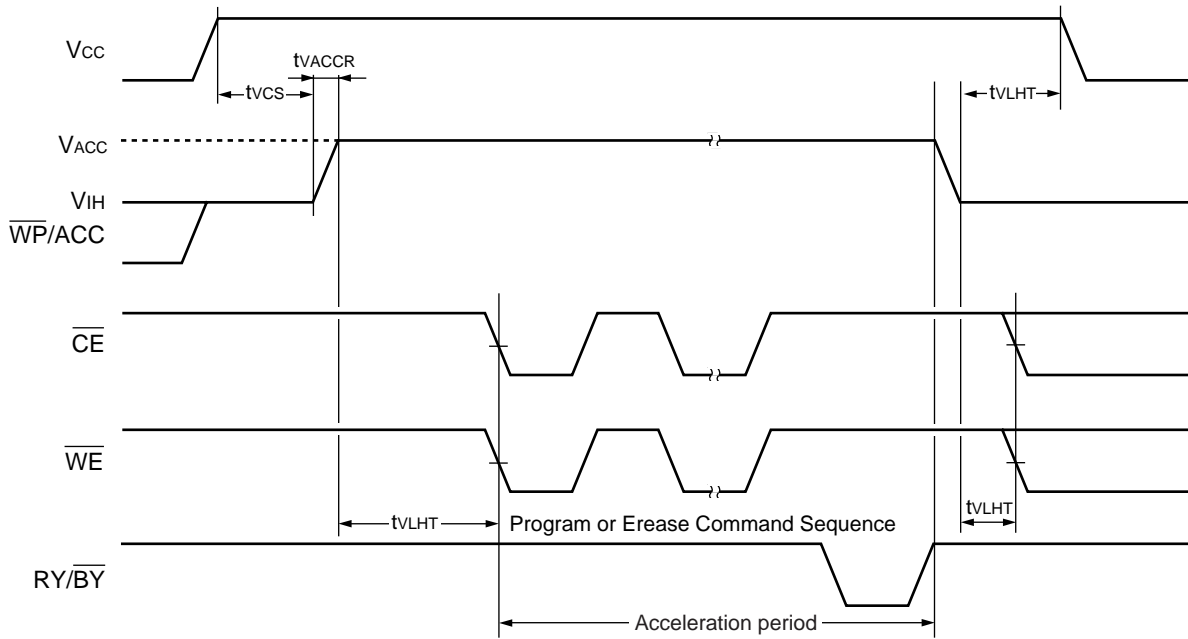 VCC
tVACCR
tVCS
tVLHT
VACC
VIH
WP/ACC
CE
WE
tVLHT
Program or Erease Command Sequence
tVLHT
RY/BY
Acceleration period